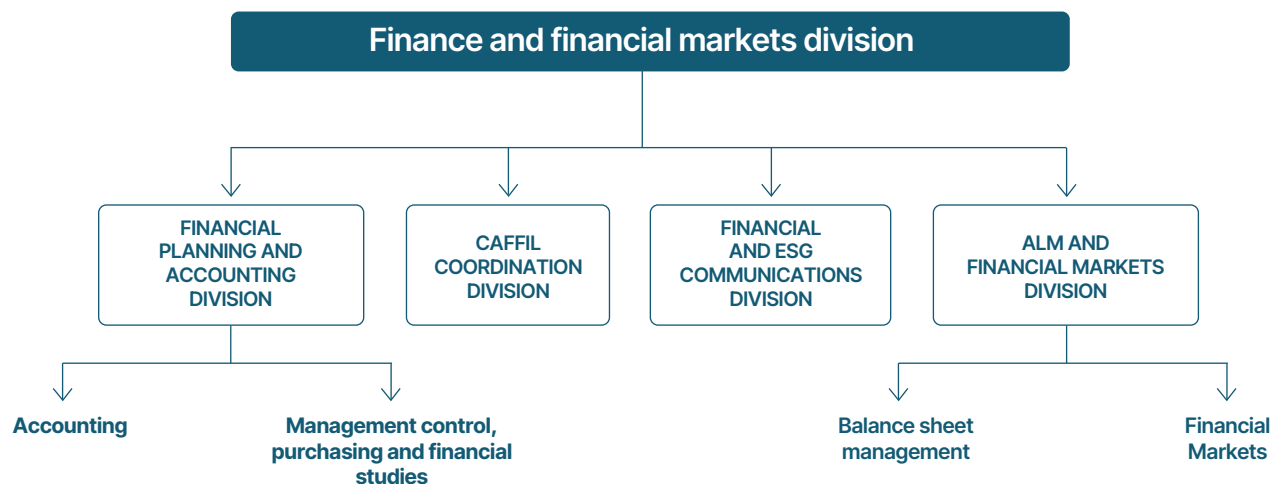 Finance and financial markets division
FINANCIAL
PLANNING AND
ACCOUNTING
DIVISION
CAFFIL
COORDINATION
DIVISION
FINANCIAL
AND ESG
COMMUNICATIONS
DIVISION
ALM AND
FINANCIAL MARKETS
DIVISION
Accounting
Management control,
purchasing and financial
studies
Balance sheet
management
Financial
Markets